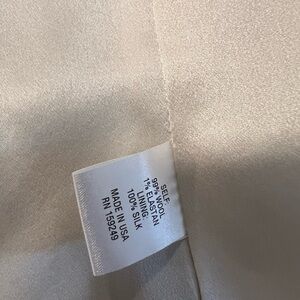 SELF:
99% WOOL
1% ELASTAN
LINING:
100% SILK
MADE IN USA
RN 159249